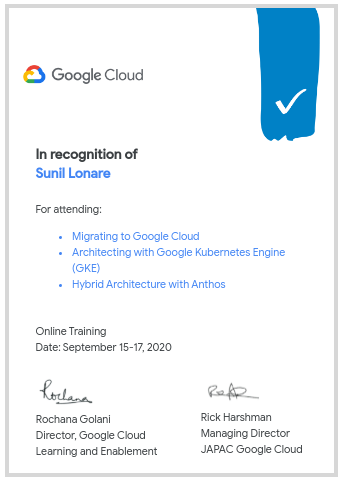 Google Cloud
In recognition of
Sunil Lonare
For attending:
• Migrating to Google Cloud
• Architecting with Google Kubernetes Engine
(GKE)
• Hybrid Architecture with Anthos
Online Training
Date: September 15-17, 2020
Rochana
Rochana Golani
Director, Google Cloud
Learning and Enablement
Rick Harshman
Managing Director
JAPAC Google Cloud